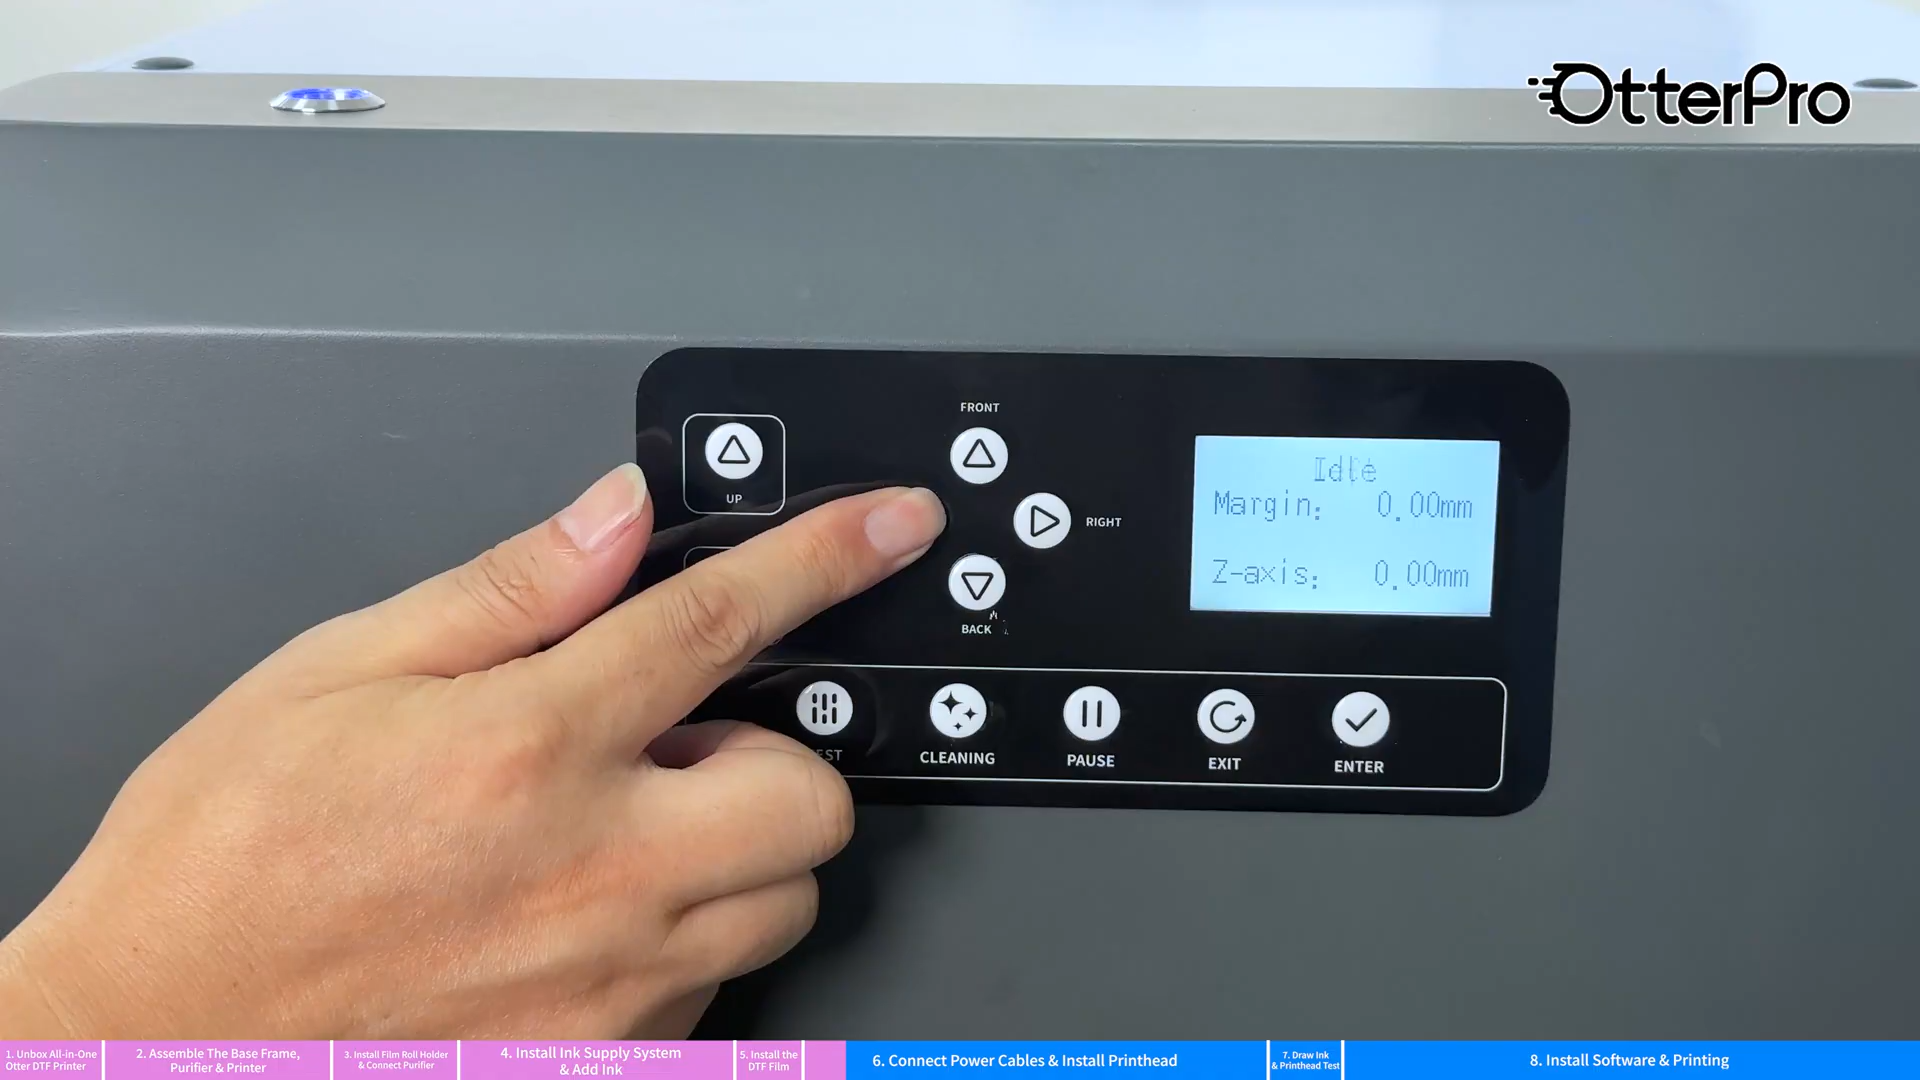 OtterPro
FRONT
UP
RIGHT
BACK
Idle
Margin: 0.00mm
Z-axis: 0.00mm
CLEANING
PAUSE
EXIT
ENTER
1. Unbox All-in-One
Otter DTF Printer
2. Assemble The Base Frame,
Purifier & Printer
3. Install Film Roll Holder
& Connect Purifier
4. Install Ink Supply System
& Add Ink
5. Install the
DTF Film
6. Connect Power Cables & Install Printhead
7. Draw Ink
& Printhead Test
8. Install Software & Printing